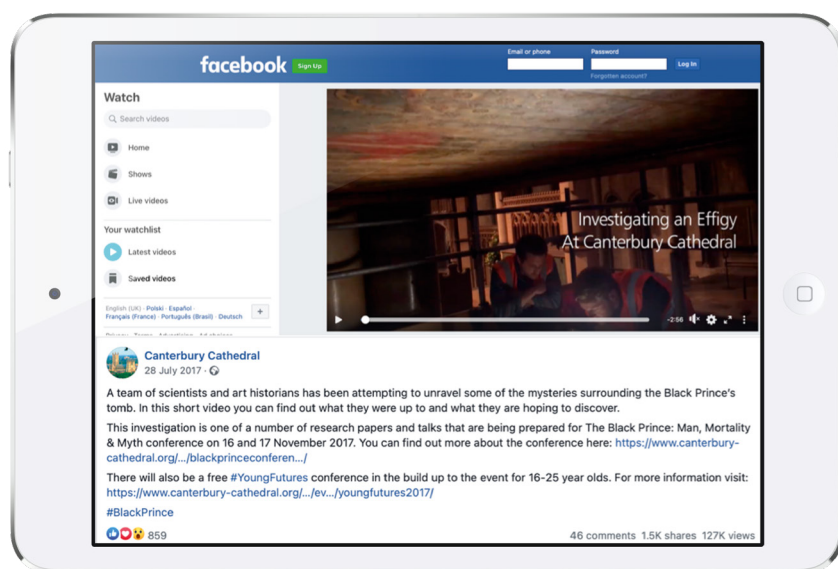 facebook Sign Up
Email or phone Password
Log In
Forgotten account?
Watch
Search videos
Home
Shows
Live videos
Your watchlist
Latest videos
Saved videos
English (UK) · Polski · Español ·
Français (France) · Português (Brasil) · Deutsch
+
Privacy · Terms · Advertising · Ad choices
Investigating an Effigy
At Canterbury Cathedral
-2:56
Canterbury Cathedral
28 July 2017 ·
A team of scientists and art historians has been attempting to unravel some of the mysteries surrounding the Black Prince's
tomb. In this short video you can find out what they were up to and what they are hoping to discover.
This investigation is one of a number of research papers and talks that are being prepared for The Black Prince: Man, Mortality
& Myth conference on 16 and 17 November 2017. You can find out more about the conference here: https://www.canterbury-
cathedral.org/.../blackprinceconferen.../
There will also be a free #YoungFutures conference in the build up to the event for 16-25 year olds. For more information visit:
https://www.canterbury-cathedral.org/.../ev.../youngfutures2017/
#BlackPrince
859
46 comments 1.5K shares 127K views